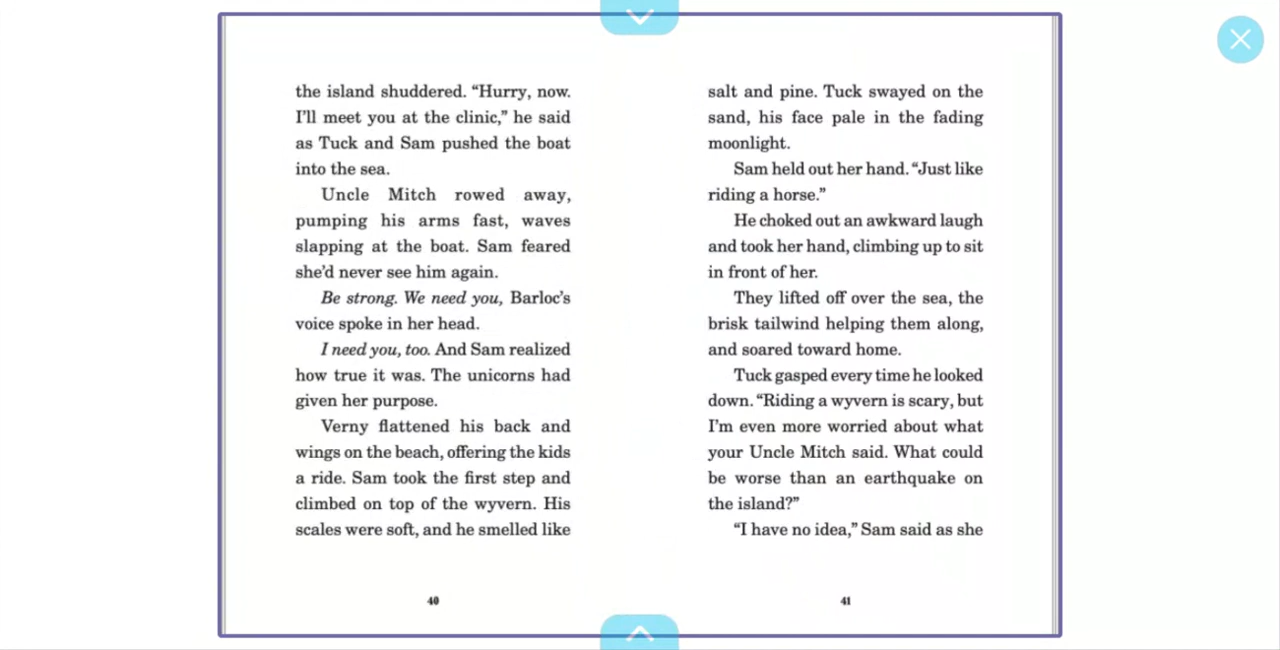 the island shuddered. “Hurry, now.
I’ll meet you at the clinic,” he said
as Tuck and Sam pushed the boat
into the sea.
Uncle Mitch rowed away,
pumping his arms fast, waves
slapping at the boat. Sam feared
she’d never see him again.
Be strong. We need you, Barloc’s
voice spoke in her head.
I need you, too. And Sam realized
how true it was. The unicorns had
given her purpose.
Verny flattened his back and
wings on the beach, offering the kids
a ride. Sam took the first step and
climbed on top of the wyvern. His
scales were soft, and he smelled like
40
salt and pine. Tuck swayed on the
sand, his face pale in the fading
moonlight.
Sam held out her hand. “Just like
riding a horse.”
He choked out an awkward laugh
and took her hand, climbing up to sit
in front of her.
They lifted off over the sea, the
brisk tailwind helping them along,
and soared toward home.
Tuck gasped every time he looked
down. “Riding a wyvern is scary, but
I’m even more worried about what
your Uncle Mitch said. What could
be worse than an earthquake on
the island?”
“I have no idea,” Sam said as she
41